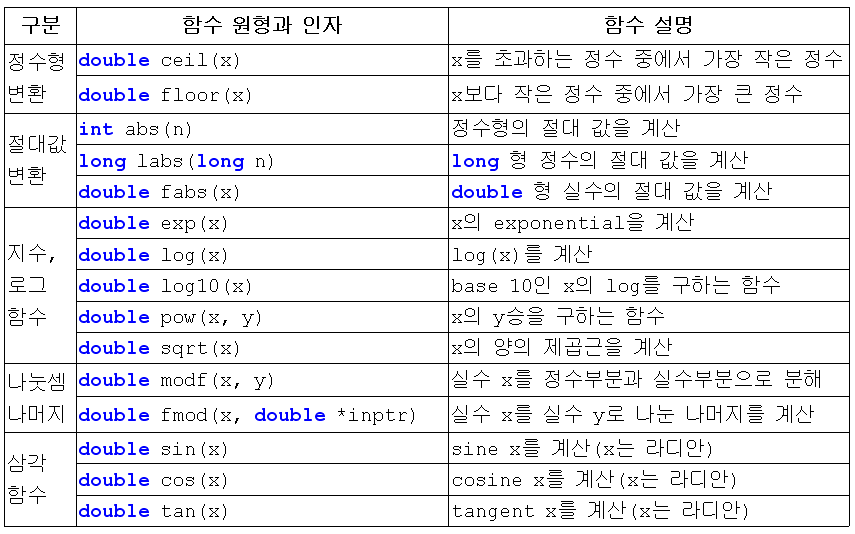 구분 함수 원형과 인자 함수 설명
정수형 변환
double ceil(x) x를 초과하는 정수 중에서 가장 작은 정수
double floor(x) x보다 작은 정수 중에서 가장 큰 정수
절대값 변환
int abs(n) 정수형의 절대 값을 계산
long labs(long n) long 형 정수의 절대 값을 계산
double fabs(x) double 형 실수의 절대 값을 계산
지수, 로그 함수
double exp(x) x의 exponential을 계산
double log(x) log(x)를 계산
double log10(x) base 10인 x의 log를 구하는 함수
double pow(x, y) x의 y승을 구하는 함수
double sqrt(x) x의 양의 제곱근을 계산
나눗셈 나머지
double modf(x, y) 실수 x를 정수부분과 실수부분으로 분해
double fmod(x, double *inptr) 실수 x를 실수 y로 나눈 나머지를 계산
삼각 함수
double sin(x) sine x를 계산(x는 라디안)
double cos(x) cosine x를 계산(x는 라디안)
double tan(x) tangent x를 계산(x는 라디안)